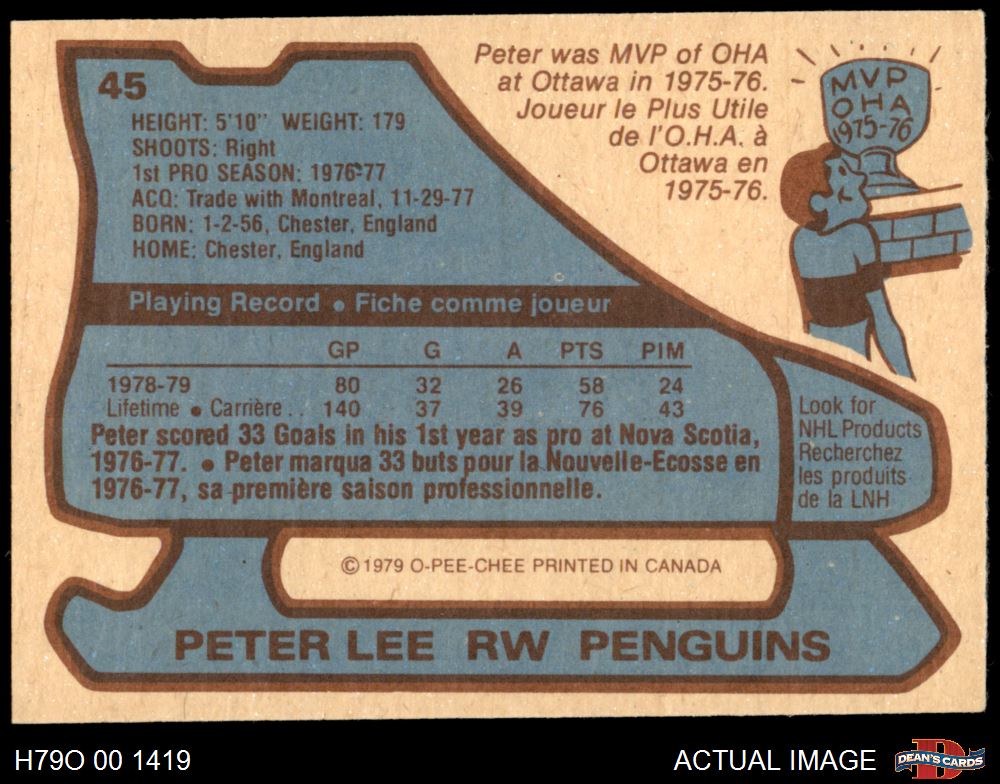 45
HEIGHT: 5'10" WEIGHT: 179
SHOOTS: Right
1st PRO SEASON: 1976-77
ACQ: Trade with Montreal, 11-29-77
BORN: 1-2-56, Chester, England
HOME: Chester, England
Peter was MVP of OHA
at Ottawa in 1975-76.
Joueur le Plus Utile
de l'O.H.A. à
Ottawa en
1975-76.
MVP
OHA
1975-76
Playing Record • Fiche comme joueur
GP G A PTS PIM
1978-79 80 32 26 58 24
Lifetime • Carrière . . 140 37 39 76 43
Peter scored 33 Goals in his 1st year as pro at Nova Scotia,
1976-77. • Peter marqua 33 buts pour la Nouvelle-Ecosse en
1976-77, sa première saison professionnelle.
Look for
NHL Products
Recherchez
les produits
de la LNH
©1979 O-PEE-CHEE PRINTED IN CANADA
PETER LEE RW PENGUINS
H79O 00 1419
ACTUAL IMAGE
DEAN'S CARDS